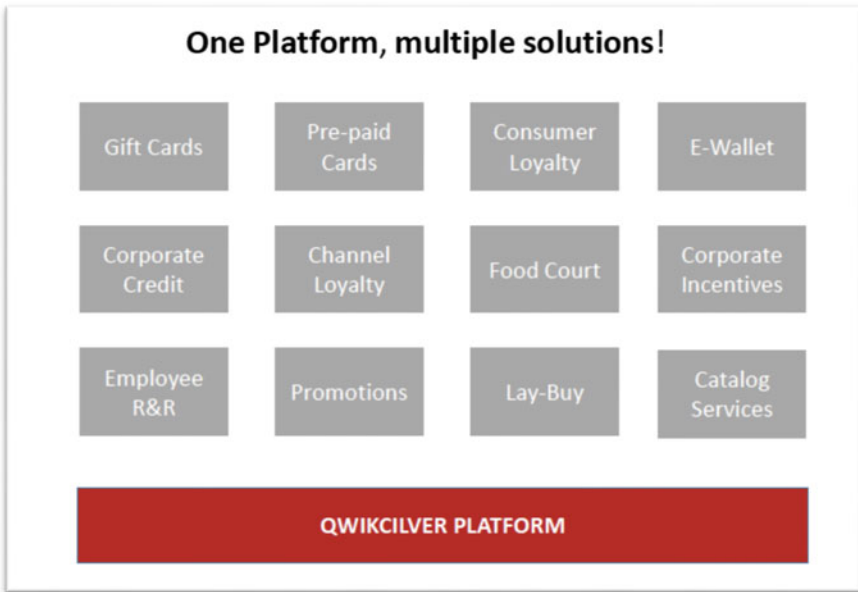 One Platform, multiple solutions!
Gift Cards
Pre-paid
Cards
Consumer
Loyalty
E-Wallet
Corporate
Credit
Channel
Loyalty
Food Court
Corporate
Incentives
Employee
R&R
Promotions
Lay-Buy
Catalog
Services
QWIKCILVER PLATFORM